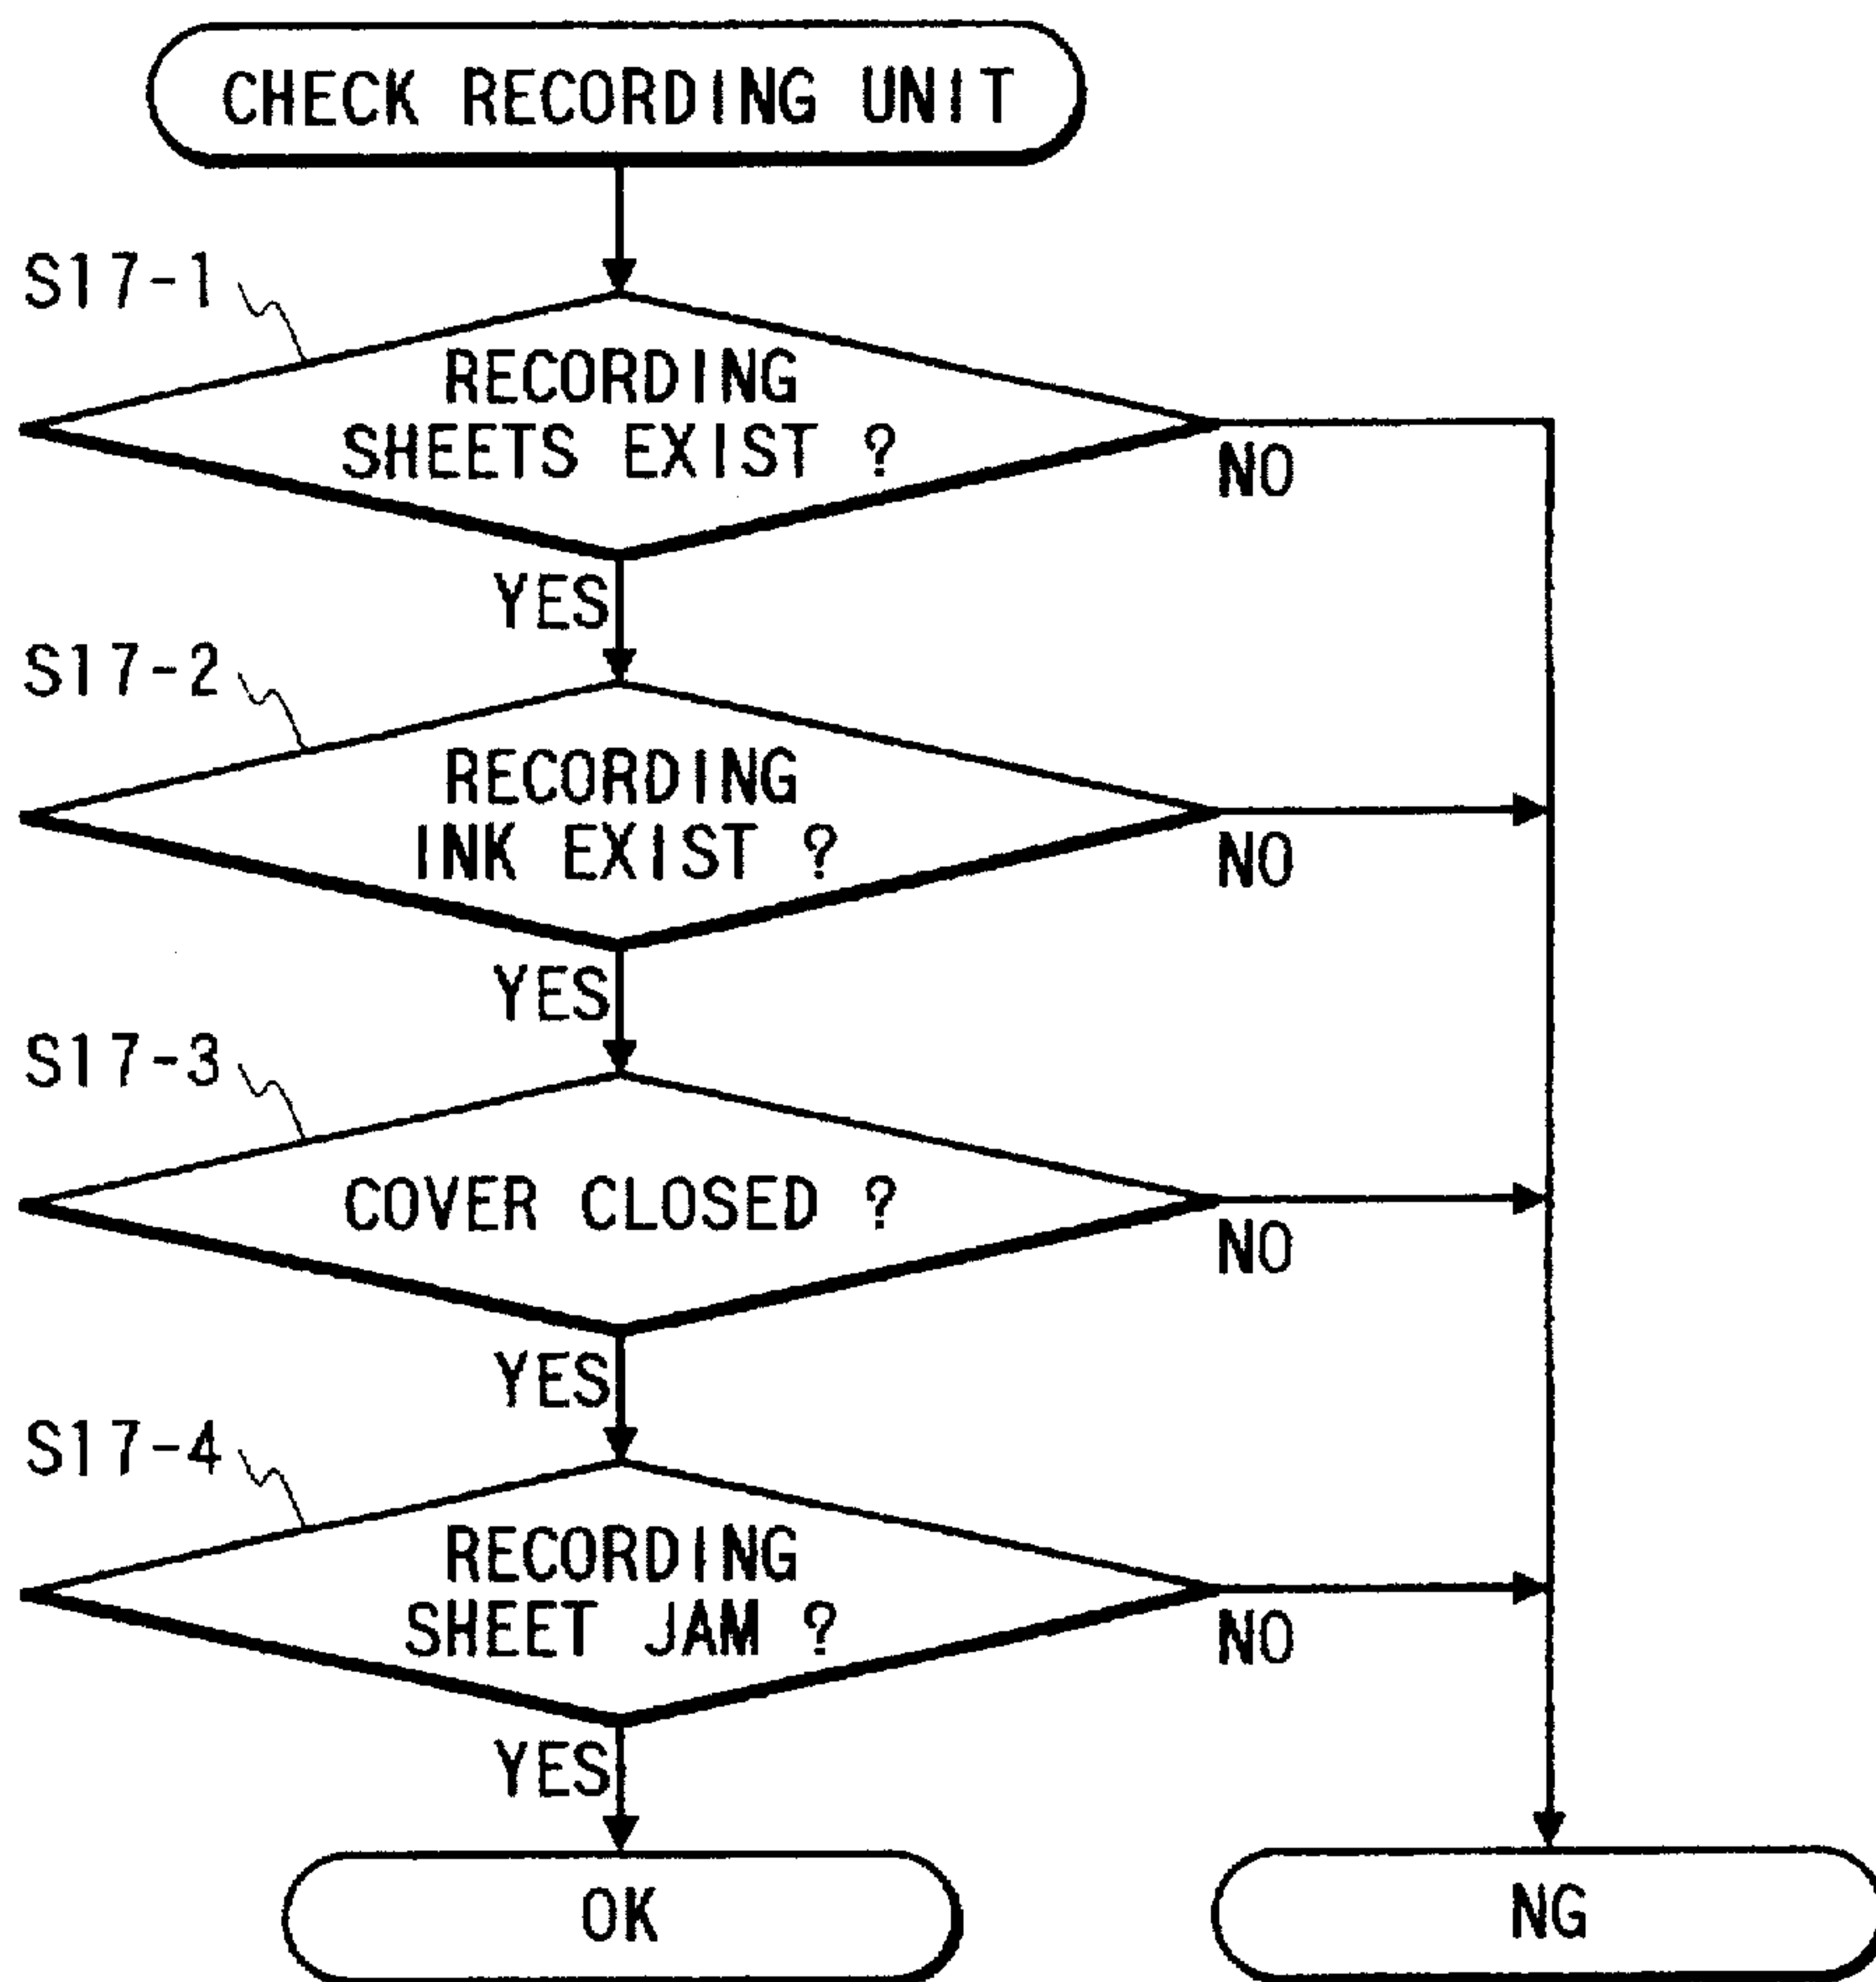 CHECK RECORDING UNIT
S17-1
RECORDING
SHEETS EXIST ?
NO
YES
S17-2
RECORDING
INK EXIST ?
NO
YES
S17-3
COVER CLOSED ?
NO
YES
S17-4
RECORDING
SHEET JAM ?
NO
YES
OK
NG